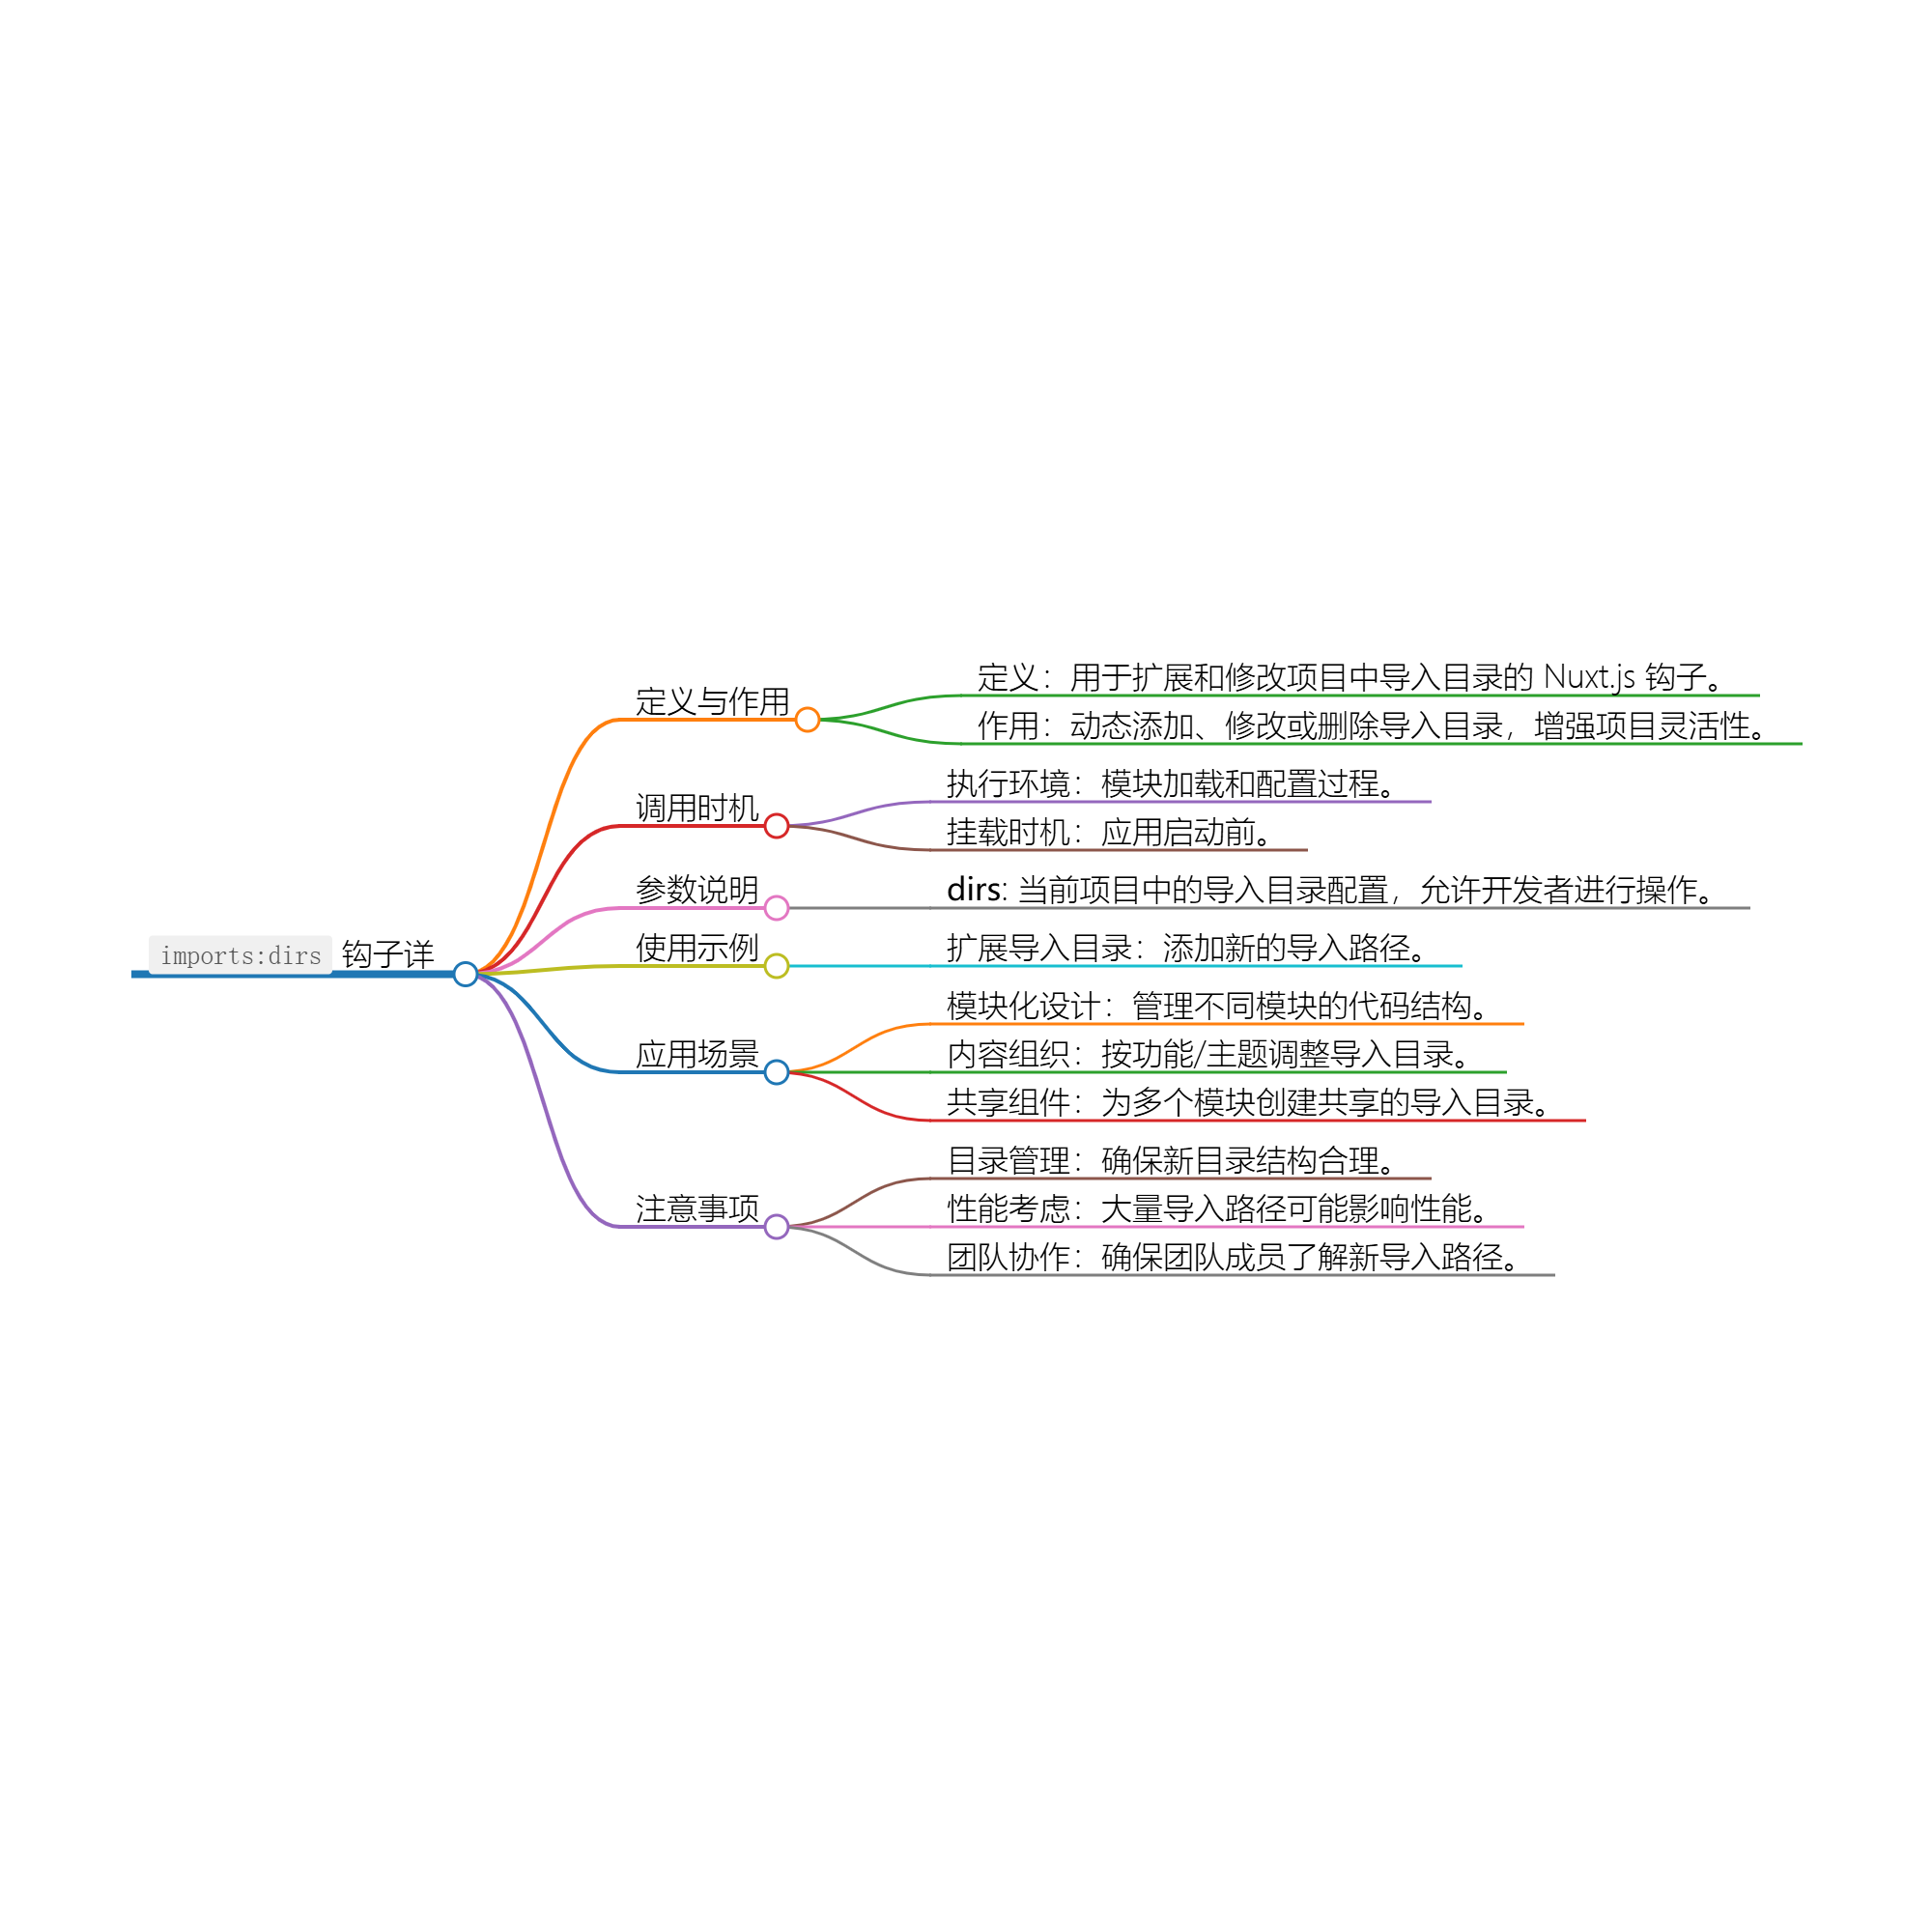 imports:dirs 钩子详
定义与作用
定义：用于扩展和修改项目中导入目录的 Nuxt.js 钩子。
作用：动态添加、修改或删除导入目录，增强项目灵活性。
调用时机
执行环境：模块加载和配置过程。
挂载时机：应用启动前。
参数说明
dirs: 当前项目中的导入目录配置，允许开发者进行操作。
使用示例
扩展导入目录：添加新的导入路径。
应用场景
模块化设计：管理不同模块的代码结构。
内容组织：按功能/主题调整导入目录。
共享组件：为多个模块创建共享的导入目录。
注意事项
目录管理：确保新目录结构合理。
性能考虑：大量导入路径可能影响性能。
团队协作：确保团队成员了解新导入路径。